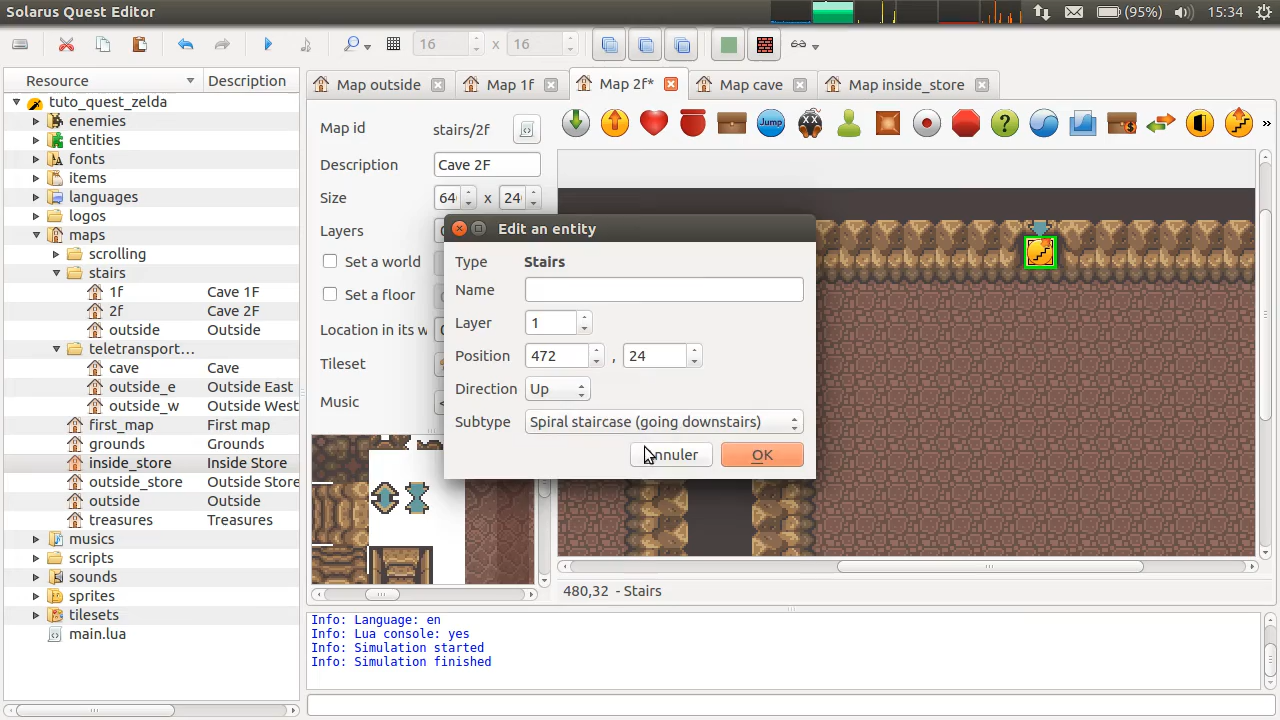 Solarus Quest Editor
(95%)
15:34
16 x 16
Resource Description
tuto_quest_zelda
enemies
entities
fonts
items
languages
logos
maps
scrolling
stairs
1f Cave 1F
2f Cave 2F
outside Outside
teletransport...
cave Cave
outside_e Outside East
outside_w Outside West
first_map First map
grounds Grounds
inside_store Inside Store
outside_store Outside Store
outside Outside
treasures Treasures
musics
scripts
sounds
sprites
tilesets
main.lua
Map outside
Map 1f
Map 2f*
Map cave
Map inside_store
Jump
»
Map id stairs/2f
Description Cave 2F
Size 64 x 24
Layers
Set a world
Set a floor
Location in its w
Tileset
Music
Edit an entity
Type Stairs
Name
Layer 1
Position 472 , 24
Direction Up
Subtype Spiral staircase (going downstairs)
Annuler OK
480,32 - Stairs
Info: Language: en
Info: Lua console: yes
Info: Simulation started
Info: Simulation finished